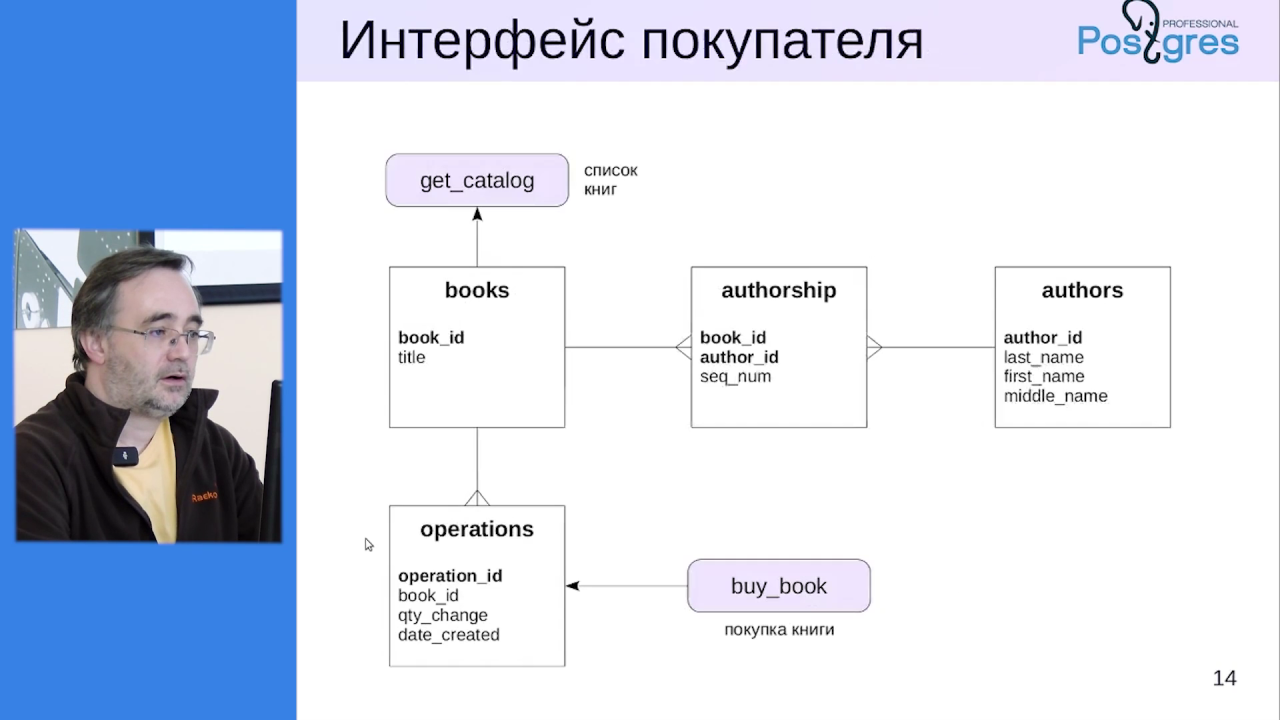 Интерфейс покупателя
PROFESSIONAL
Postgres
get_catalog
список
книг
books
book_id
title
authorship
book_id
author_id
seq_num
authors
author_id
last_name
first_name
middle_name
operations
operation_id
book_id
qty_change
date_created
buy_book
покупка книги
14